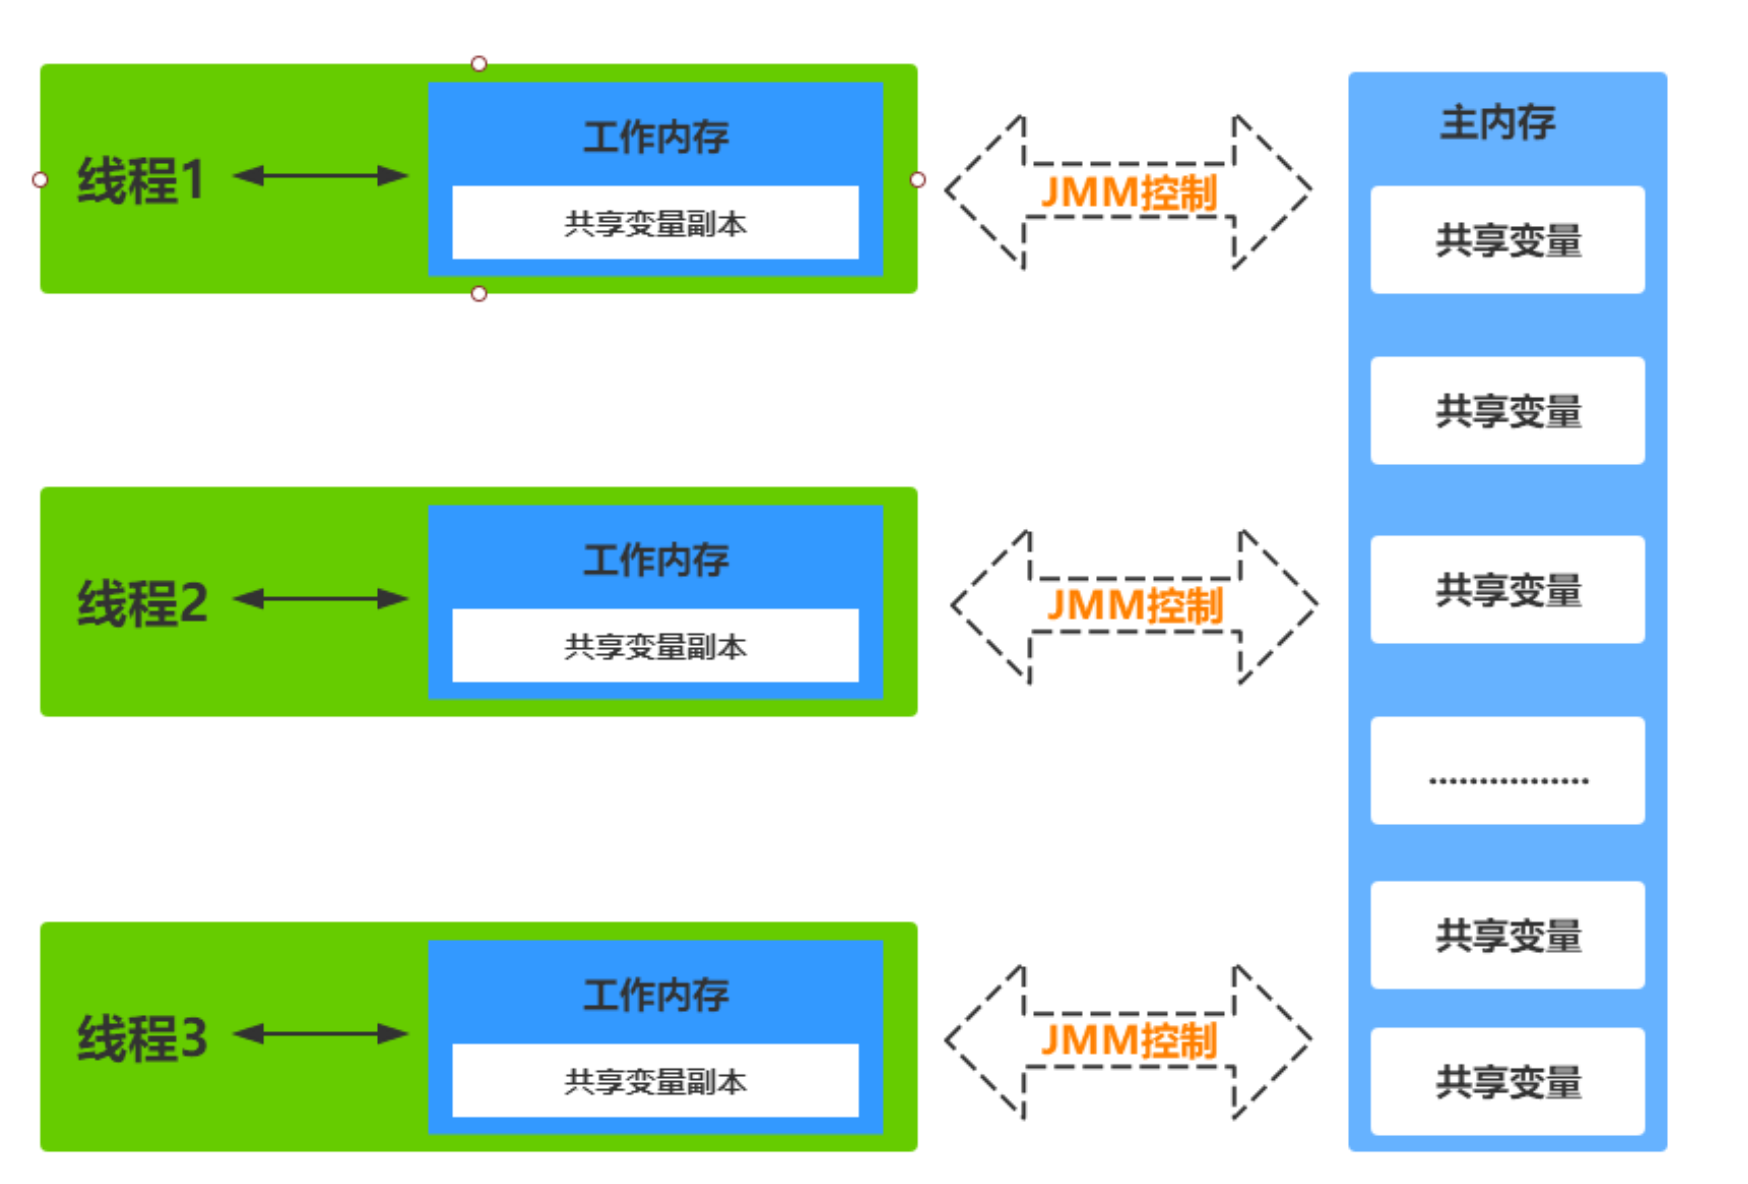 线程1
工作内存
共享变量副本
JMM控制
线程2
工作内存
共享变量副本
JMM控制
线程3
工作内存
共享变量副本
JMM控制
主内存
共享变量
共享变量
共享变量
................
共享变量
共享变量